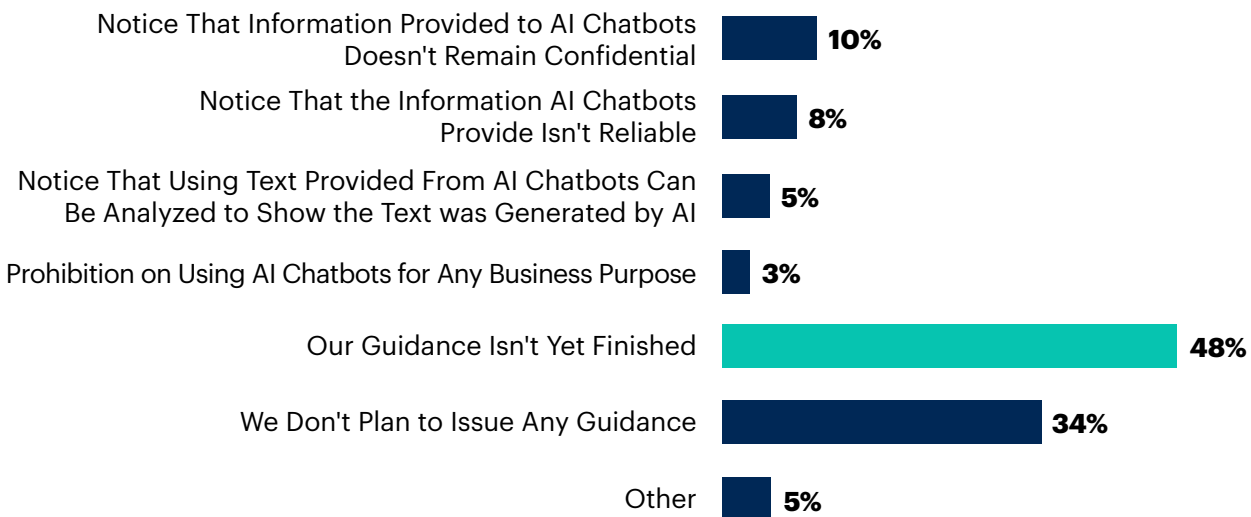 Notice That Information Provided to AI Chatbots
Doesn't Remain Confidential
10%
Notice That the Information AI Chatbots
Provide Isn't Reliable
8%
Notice That Using Text Provided From AI Chatbots Can
Be Analyzed to Show the Text was Generated by AI
5%
Prohibition on Using AI Chatbots for Any Business Purpose
3%
Our Guidance Isn't Yet Finished
48%
We Don't Plan to Issue Any Guidance
34%
Other
5%